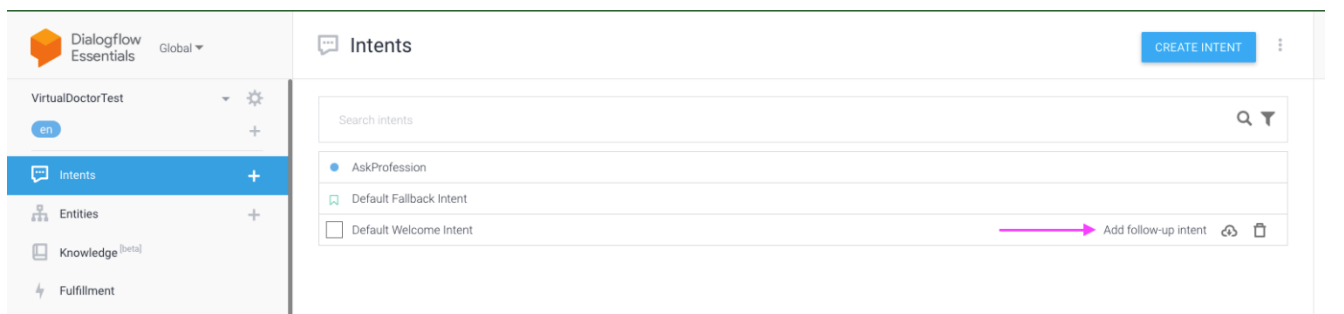 Dialogflow
Essentials
Global
Intents
CREATE INTENT
VirtualDoctorTest
en
Search intents
Intents
AskProfession
Default Fallback Intent
Entities
Default Welcome Intent
Add follow-up intent
Knowledge [beta]
Fulfillment